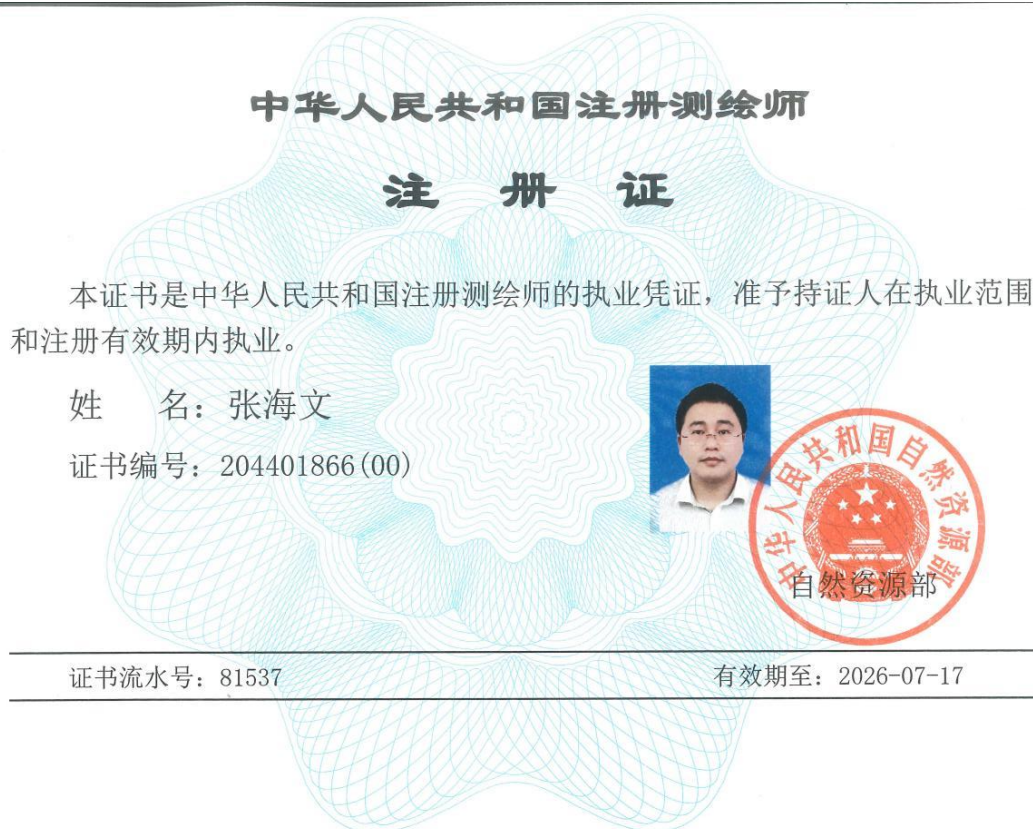 中华人民共和国注册测绘师
注 册 证
本证书是中华人民共和国注册测绘师的执业凭证，准予持证人在执业范围
和注册有效期内执业。
姓 名：张海文
证书编号：204401866(00)
中华人民共和国自然资源部
自然资源部
证书流水号：81537
有效期至：2026-07-17